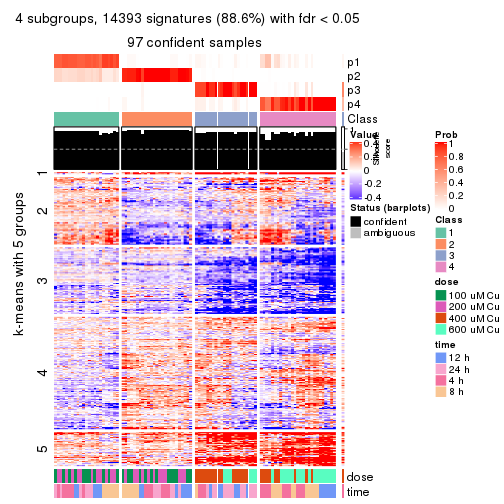 4 subgroups, 14393 signatures (88.6%) with fdr < 0.05
97 confident samples
p1
p2
p3
p4
Class
1
Silhouette score
k-means with 5 groups
1
2
3
4
5
dose
time
Value
0.4
0
-0.2
-0.4
Status (barplots)
confident
ambiguous
Prob
1
0.8
0.6
0.4
0.2
0
Class
1
2
3
4
dose
100 uM Cu
200 uM Cu
400 uM Cu
600 uM Cu
time
12 h
24 h
4 h
8 h